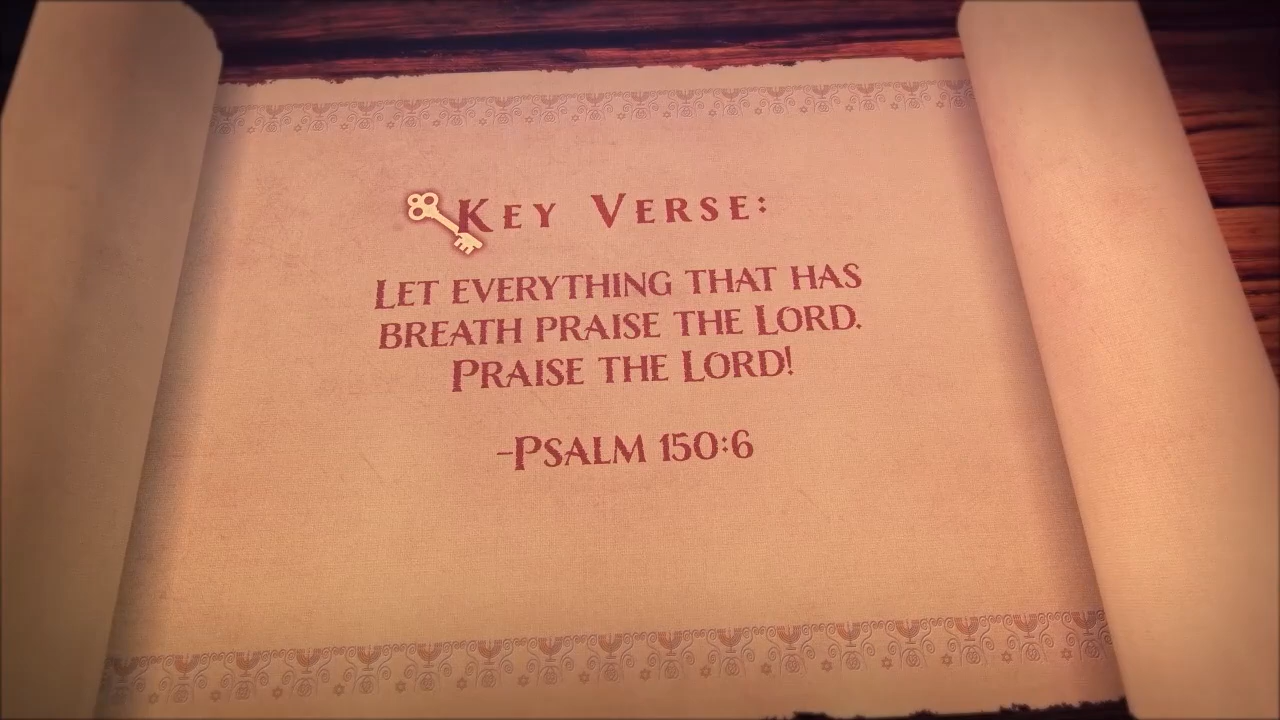 Key Verse:
Let everything that has
breath praise the Lord.
Praise the Lord!
-Psalm 150:6